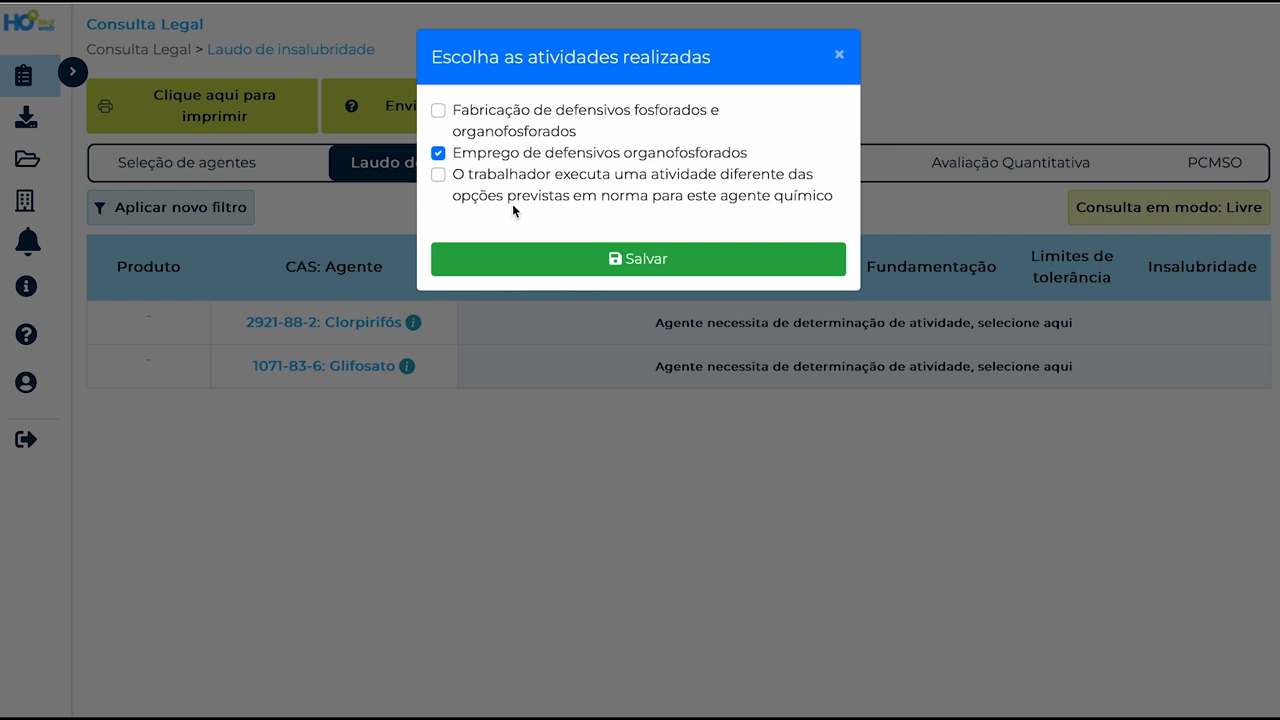 HO fácil web
Consulta Legal
Consulta Legal > Laudo de insalubridade
Clique aqui para
imprimir
Envi
Escolha as atividades realizadas
×
Fabricação de defensivos fosforados e
organofosforados
Emprego de defensivos organofosforados
O trabalhador executa uma atividade diferente das
opções previstas em norma para este agente químico
Salvar
Seleção de agentes
Laudo de
Avaliação Quantitativa
PCMSO
Aplicar novo filtro
Consulta em modo: Livre
Produto
CAS: Agente
Fundamentação
Limites de
tolerância
Insalubridade
-
2921-88-2: Clorpirifós
Agente necessita de determinação de atividade, selecione aqui
-
1071-83-6: Glifosato
Agente necessita de determinação de atividade, selecione aqui